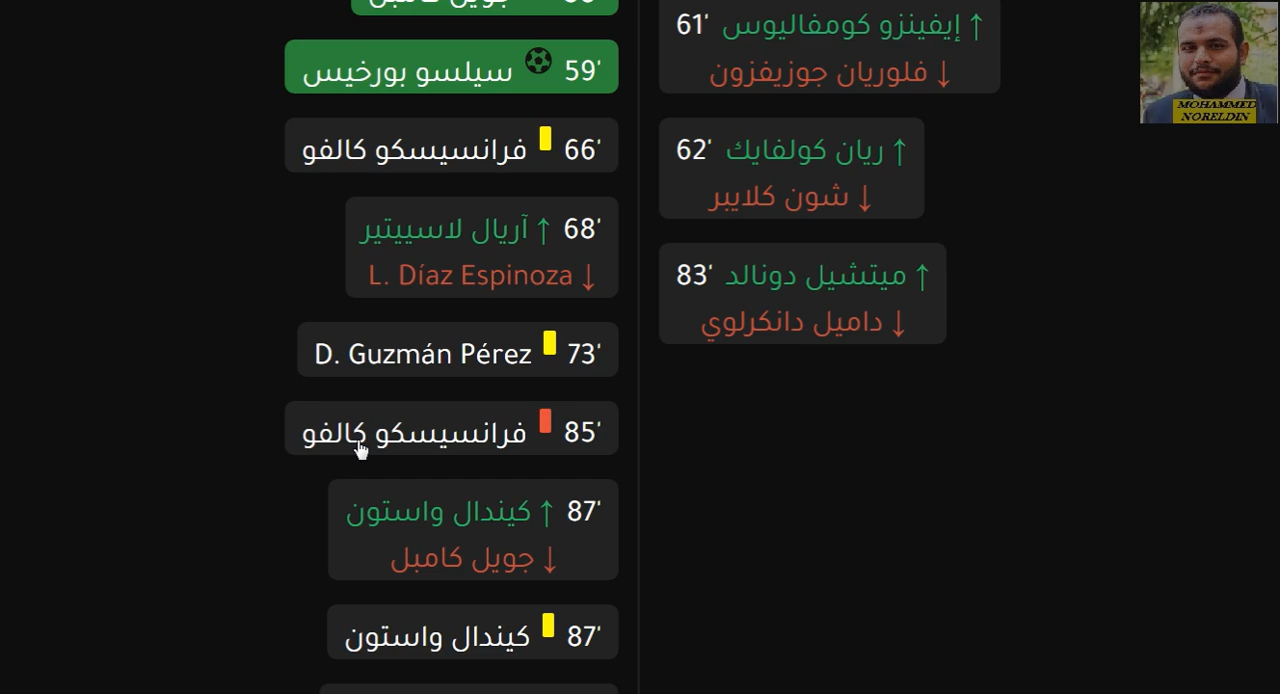 جويل كامبل
59' سيلسو بورخيس
66' فرانسيسكو كالفو
68' ↑ آريال لاسييتير
↓ L. Díaz Espinoza
73' D. Guzmán Pérez
85' فرانسيسكو كالفو
87' ↑ كيندال واستون
↓ جويل كامبل
87' كيندال واستون
↑ إيفينزو كومفاليوس 61'
↓ فلوريان جوزيفزون
↑ ريان كولفايك 62'
↓ شون كلايبر
↑ ميتشيل دونالد 83'
↓ داميل دانكرلوي
MOHAMMED
NORELDIN